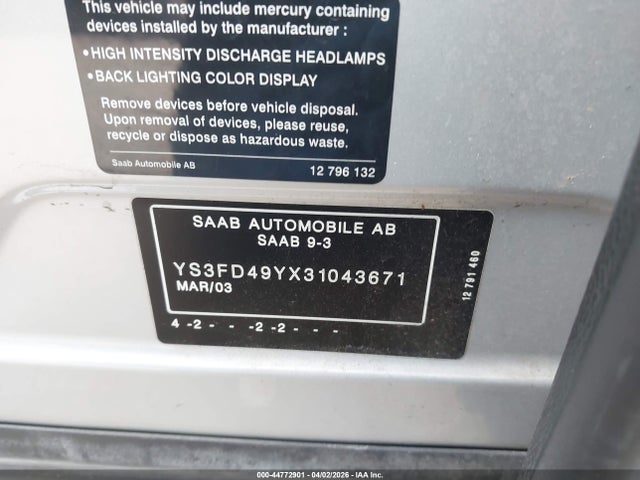 This vehicle may include mercury containing
devices installed by the manufacturer :
• HIGH INTENSITY DISCHARGE HEADLAMPS
• BACK LIGHTING COLOR DISPLAY
Remove devices before vehicle disposal.
Upon removal of devices, please reuse,
recycle or dispose as hazardous waste.
Saab Automobile AB 12 796 132
SAAB AUTOMOBILE AB
SAAB 9-3
YS3FD49YX31043671
MAR/03
4 -2- - -2 -2- - - -
12 791 460
000-44772901 - 04/02/2026 - IAA Inc.